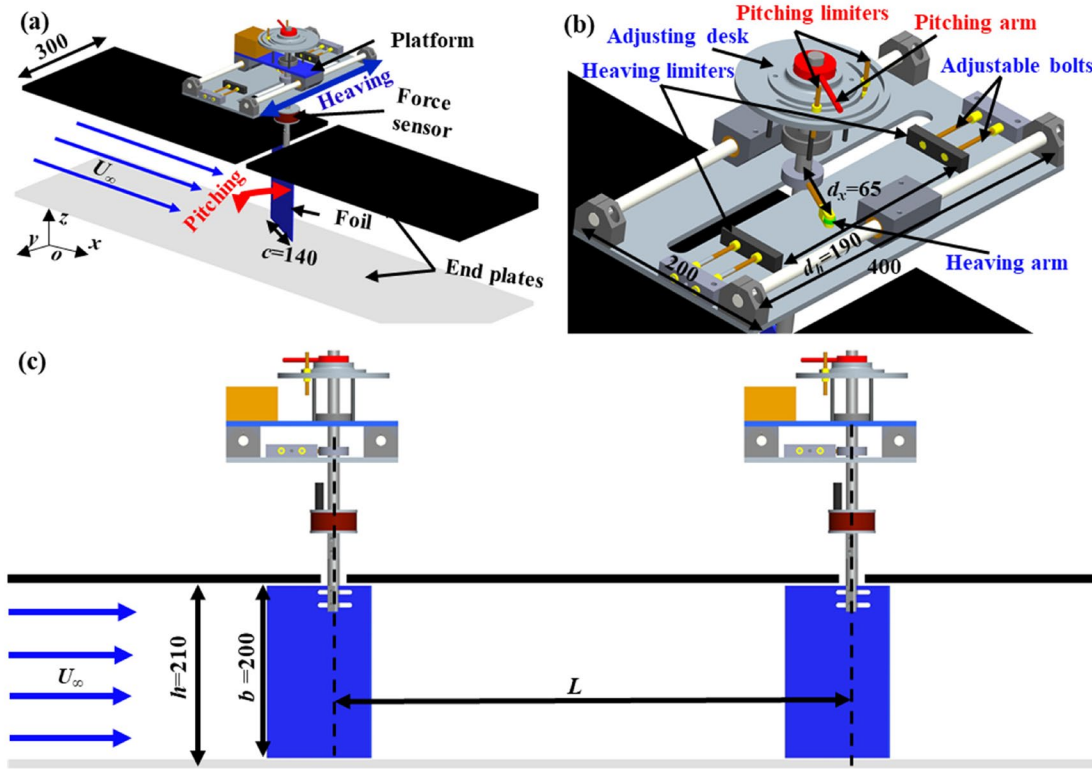 (a)
300
Platform
Heaving
Force
sensor
U∞
Pitching
Foil
z
y
o
x
c=140
End plates
(b)
Pitching limiters
Pitching arm
Adjusting desk
Heaving limiters
Adjustable bolts
dx=65
dh=190
200
400
Heaving arm
(c)
U∞
h=210
b=200
L